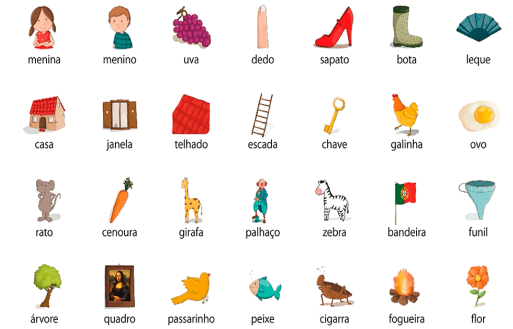 menina menino uva dedo sapato bota leque
casa janela telhado escada chave galinha ovo
rato cenoura girafa palhaço zebra bandeira funil
árvore quadro passarinho peixe cigarra fogueira flor